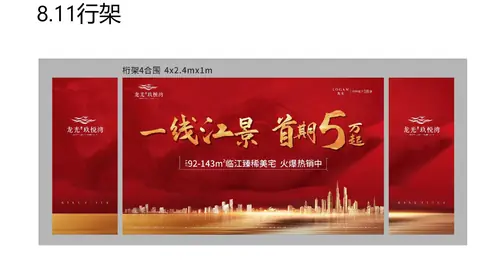 8.11行架
桁架4合围 4x2.4mx1m
龙光玖悦湾
龙光玖悦湾
LOGAN
一线江景 首期5万起
92-143m²临江臻稀美宅 火爆热销中
龙光玖悦湾